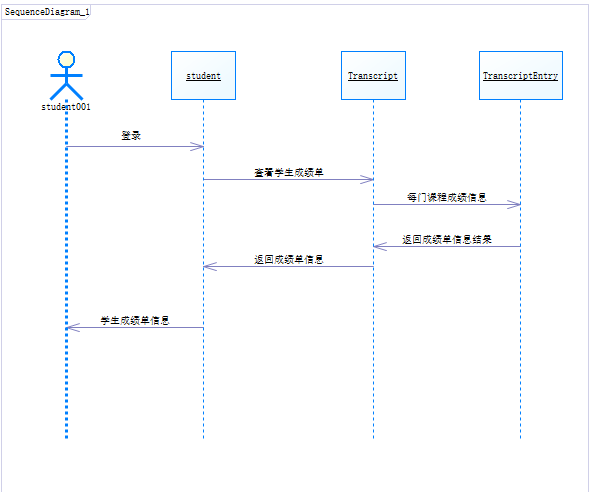 SequenceDiagram_1
student
Transcript
TranscriptEntry
student001
登录
查看学生成绩单
每门课程成绩信息
返回成绩单信息结果
返回成绩单信息
学生成绩单信息